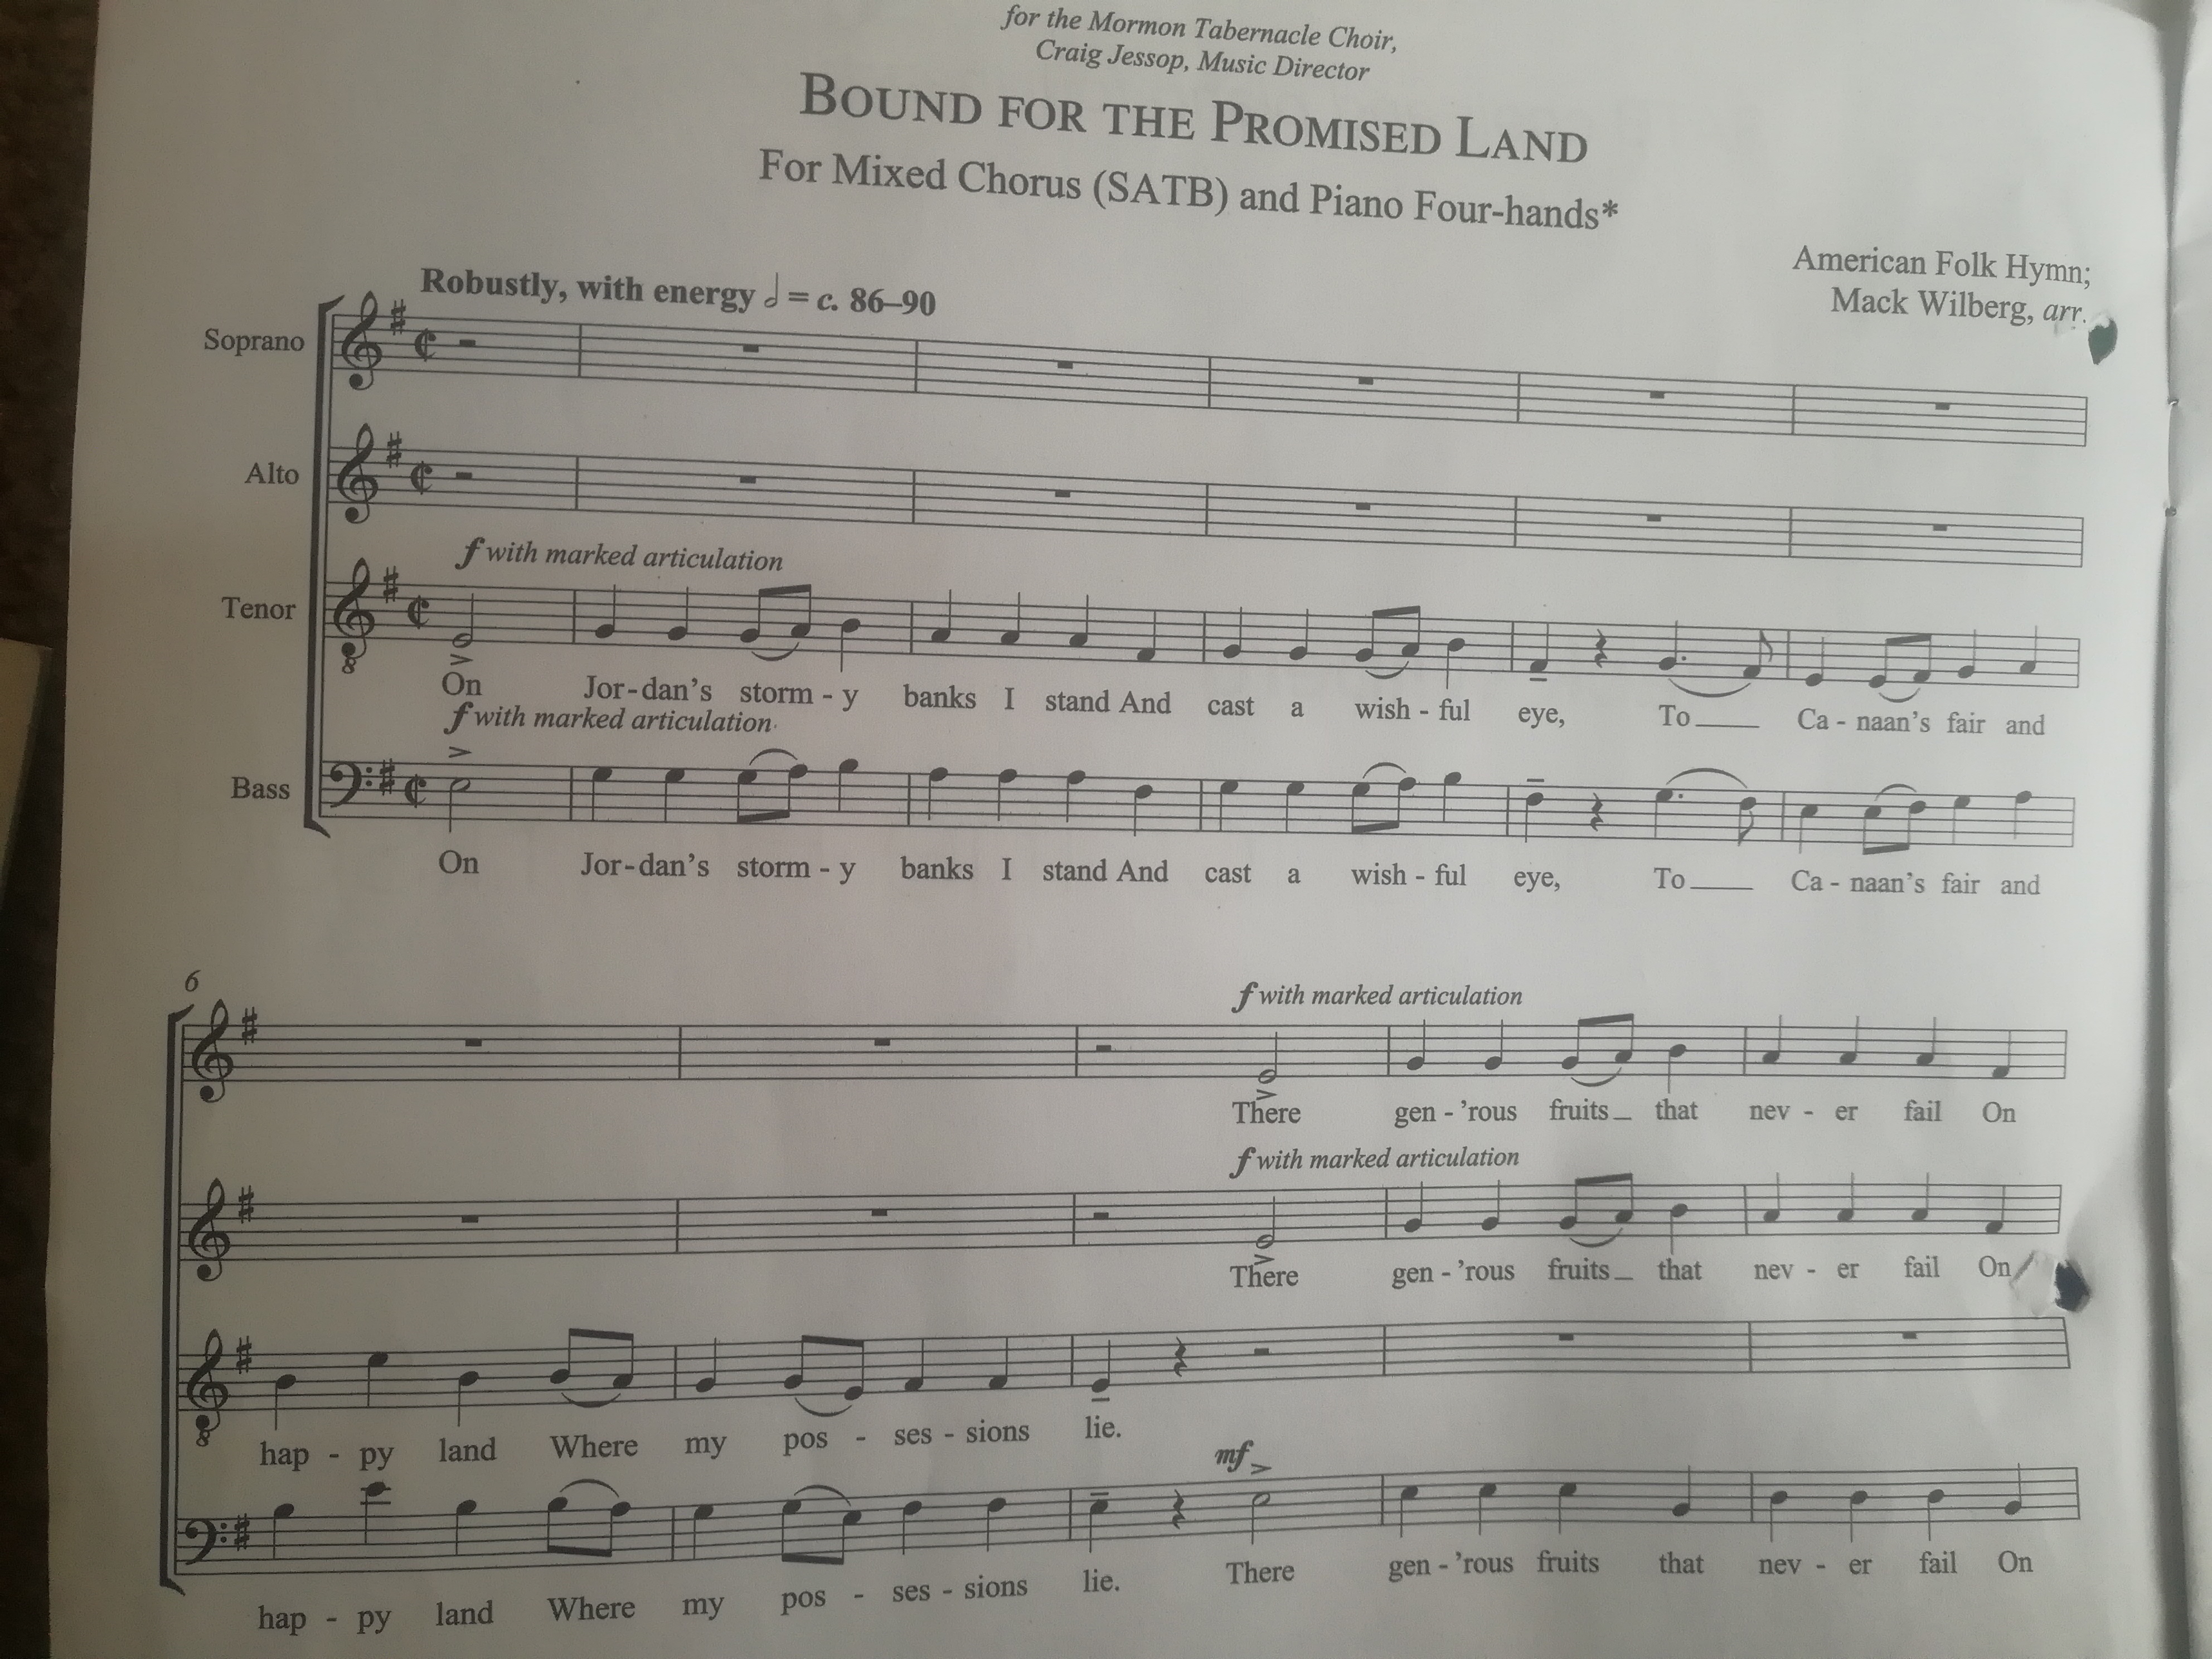 for the Mormon Tabernacle Choir,
Craig Jessop, Music Director
BOUND FOR THE PROMISED LAND
For Mixed Chorus (SATB) and Piano Four-hands*
American Folk Hymn;
Mack Wilberg, arr.
Robustly, with energy 𝅗𝅥 = c. 86–90
Soprano
Alto
f with marked articulation
Tenor
8
On Jor-dan's storm - y banks I stand And cast a wish - ful eye, To Ca - naan's fair and
f with marked articulation
Bass
On Jor-dan's storm - y banks I stand And cast a wish - ful eye, To Ca - naan's fair and
6
f with marked articulation
There gen - 'rous fruits that nev - er fail On
f with marked articulation
There gen - 'rous fruits that nev - er fail On
8
hap - py land Where my pos - ses - sions lie.
mf
hap - py land Where my pos - ses - sions lie. There gen - 'rous fruits that nev - er fail On